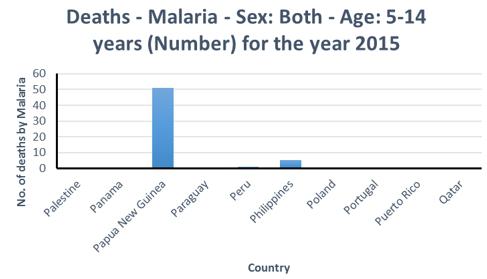 Deaths - Malaria - Sex: Both - Age: 5-14
years (Number) for the year 2015
No. of deaths by Malaria
60
50
40
30
20
10
0
Palestine
Panama
Papua New Guinea
Paraguay
Peru
Philippines
Poland
Portugal
Puerto Rico
Qatar
Country